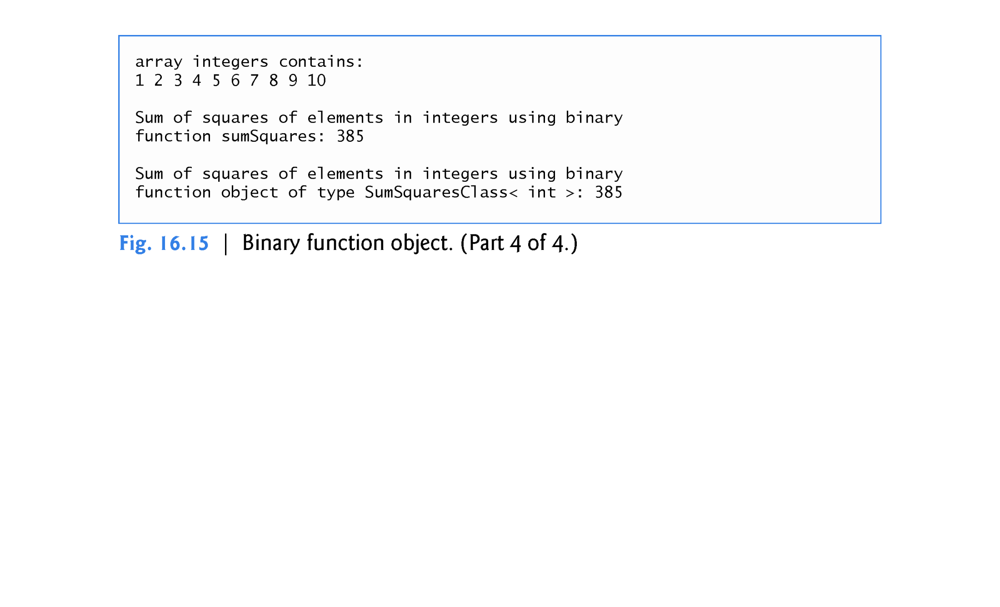 array integers contains:
1 2 3 4 5 6 7 8 9 10
Sum of squares of elements in integers using binary
function sumSquares: 385
Sum of squares of elements in integers using binary
function object of type SumSquaresClass< int >: 385
Fig. 16.15 | Binary function object. (Part 4 of 4.)